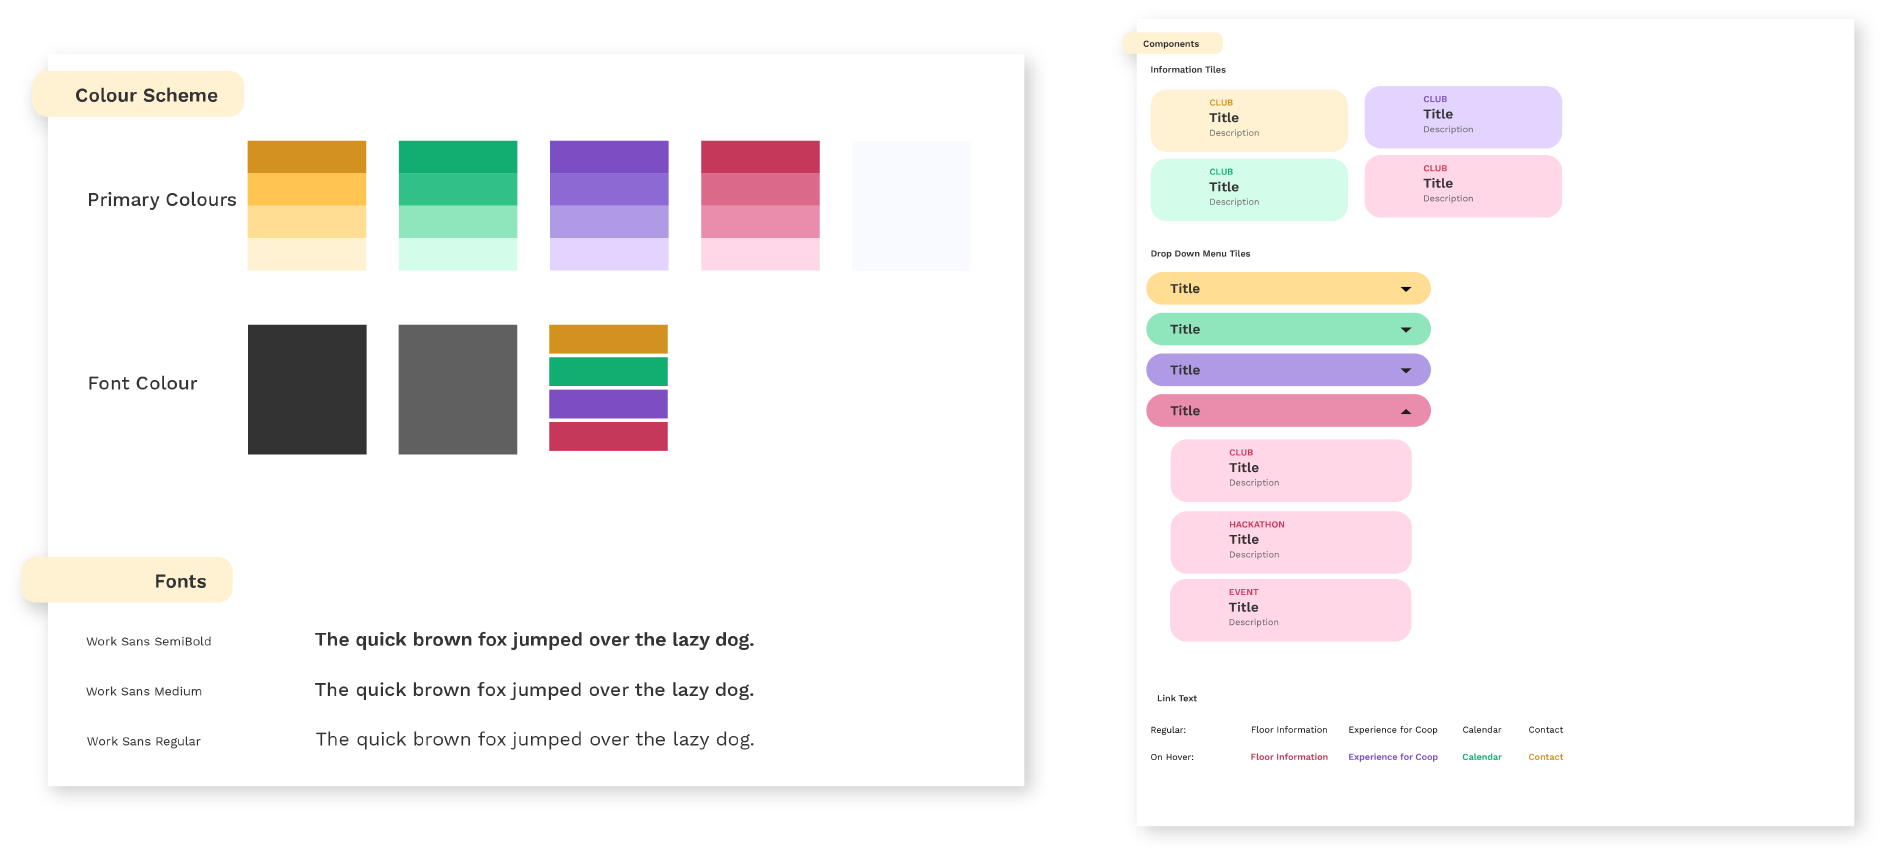 Colour Scheme
Primary Colours
Font Colour
Fonts
Work Sans SemiBold
The quick brown fox jumped over the lazy dog.
Work Sans Medium
The quick brown fox jumped over the lazy dog.
Work Sans Regular
The quick brown fox jumped over the lazy dog.
Components
Information Tiles
CLUB
Title
Description
CLUB
Title
Description
CLUB
Title
Description
CLUB
Title
Description
Drop Down Menu Tiles
Title
Title
Title
Title
CLUB
Title
Description
HACKATHON
Title
Description
EVENT
Title
Description
Link Text
Regular: Floor Information Experience for Coop Calendar Contact
On Hover: Floor Information Experience for Coop Calendar Contact